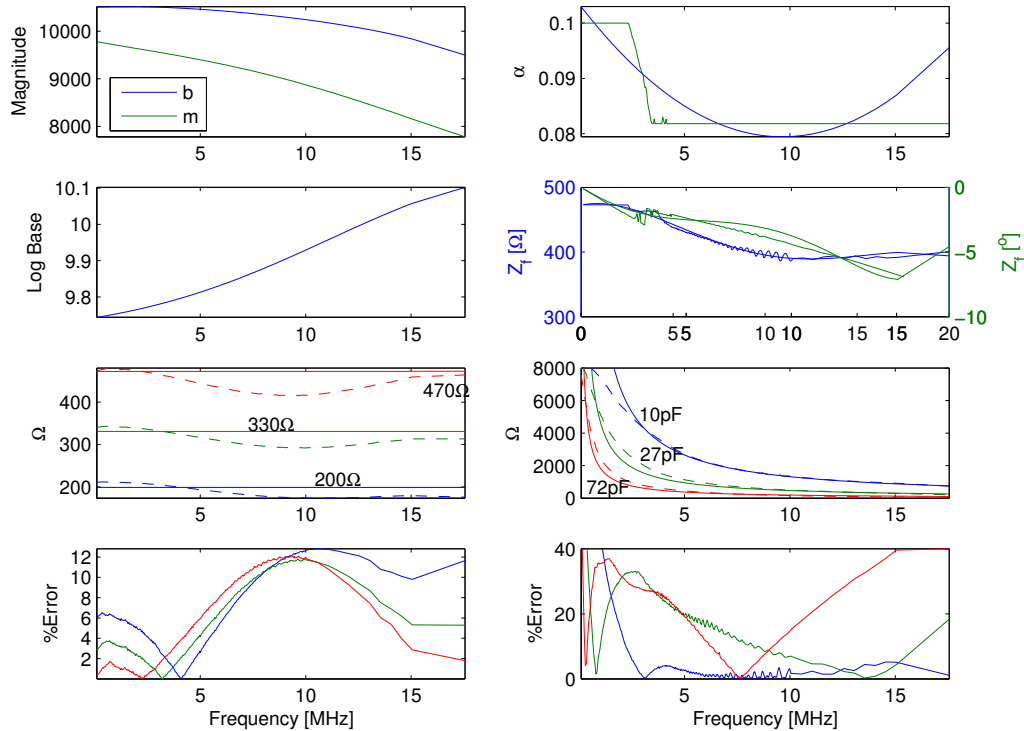 10000
9000
8000
Magnitude
b
m
5
10
15
0.1
0.09
0.08
α
5
10
15
10.1
10
9.9
9.8
Log Base
5
10
15
500
400
300
Z_f [Ω]
0
−5
−10
Z_f [°]
0 5 5 5 10 10 15 15 20
400
300
200
Ω
470Ω
330Ω
200Ω
5
10
15
8000
6000
4000
2000
0
Ω
10pF
27pF
72pF
5
10
15
12
10
8
6
4
2
%Error
5
10
15
Frequency [MHz]
40
20
0
%Error
5
10
15
Frequency [MHz]